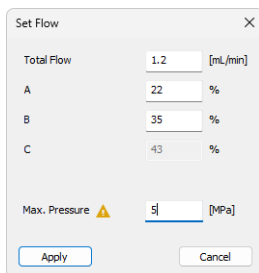 Set Flow
Total Flow 1.2 [mL/min]
A 22 %
B 35 %
C 43 %
Max. Pressure 5 [MPa]
Apply Cancel